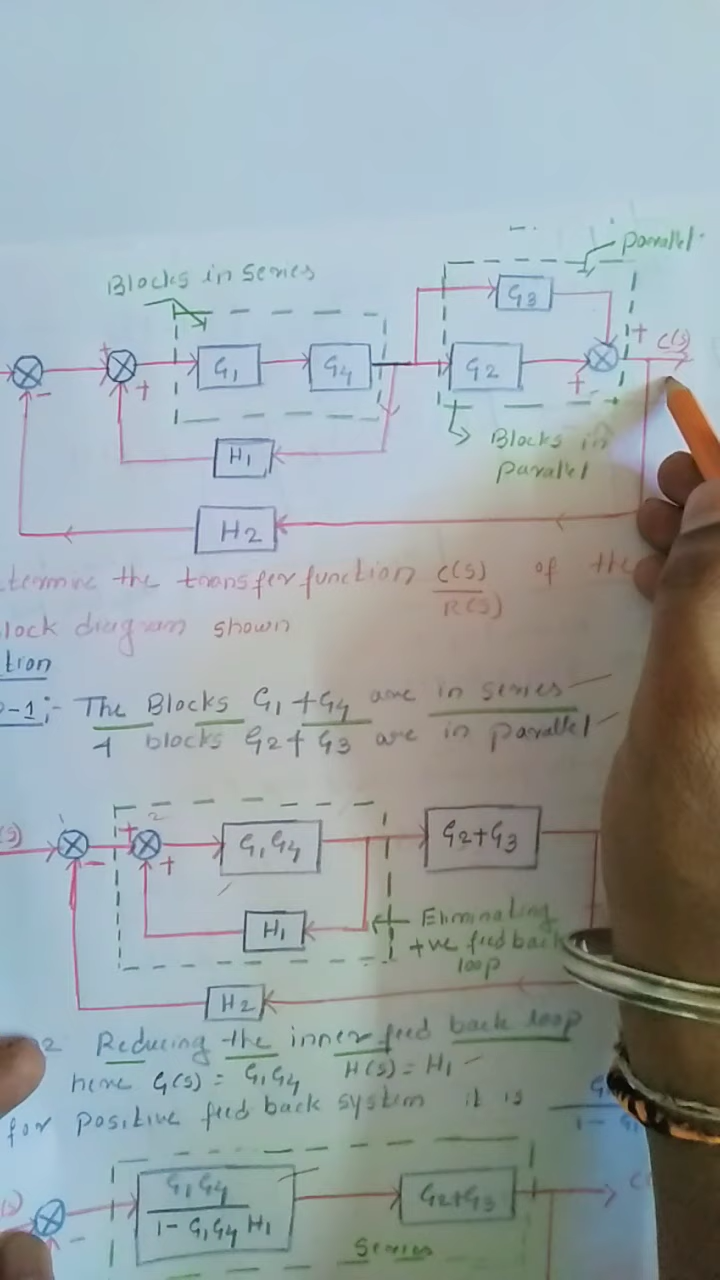 Parallel.
Blocks in series
G3
+ C(s)
+
G1
G4
G2
-
+
+
Blocks in
parallel
H1
H2
termine the transfer function C(s) of the
R(s)
lock diagram shown
tion
-1:- The Blocks G1 + G4 are in series
+ blocks G2 + G3 are in parallel
+
G1G4
G2+G3
-
+
H1
Eliminating
+ve feed back
loop
H2
2 Reducing the inner feed back loop
here G(s) = G1G4 H(s) = H1
for positive feed back system it is
1 -
G1G4
1 - G1G4 H1
G2+G3
-
Series